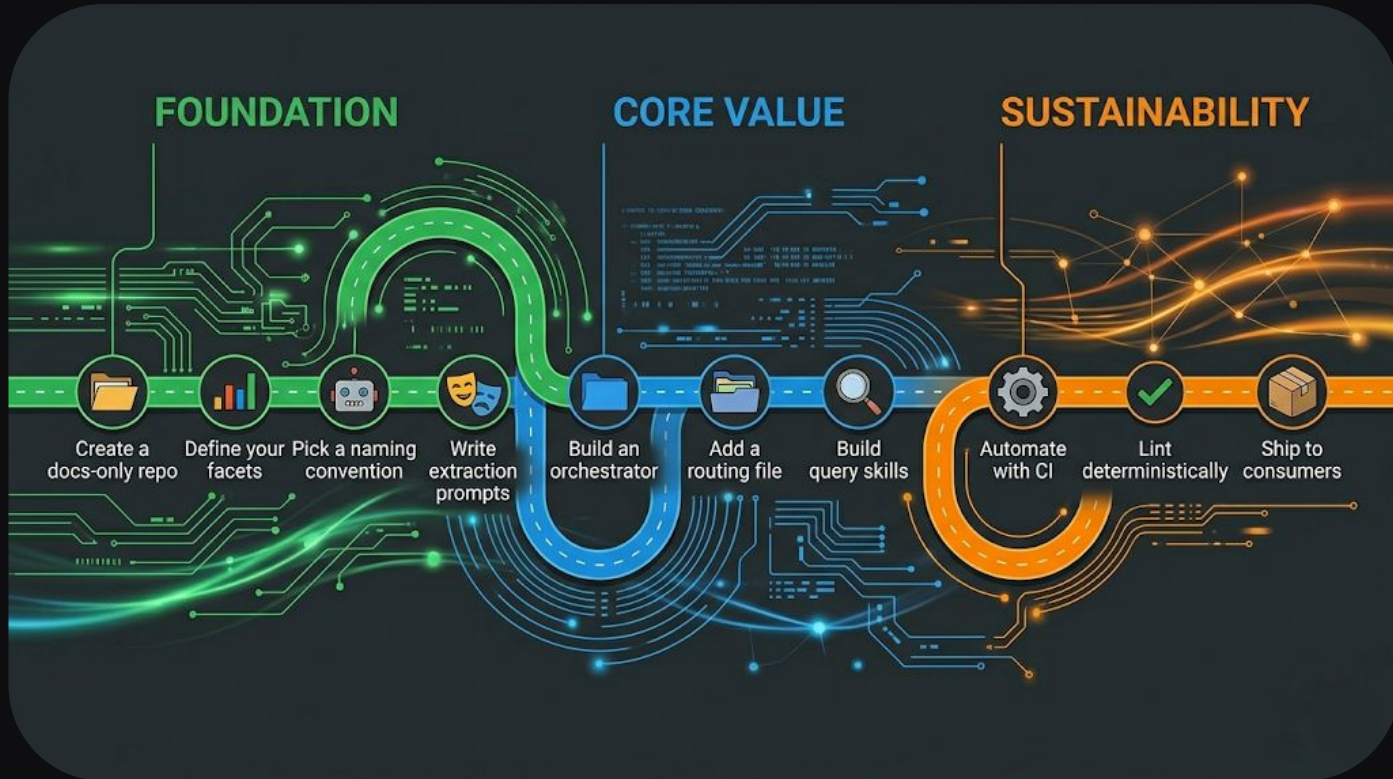 FOUNDATION
CORE VALUE
SUSTAINABILITY
Create a
docs-only repo
Define your
facets
Pick a naming
convention
Write
extraction
prompts
Build an
orchestrator
Add a
routing file
Build
query skills
Automate
with CI
Lint
deterministically
Ship to
consumers